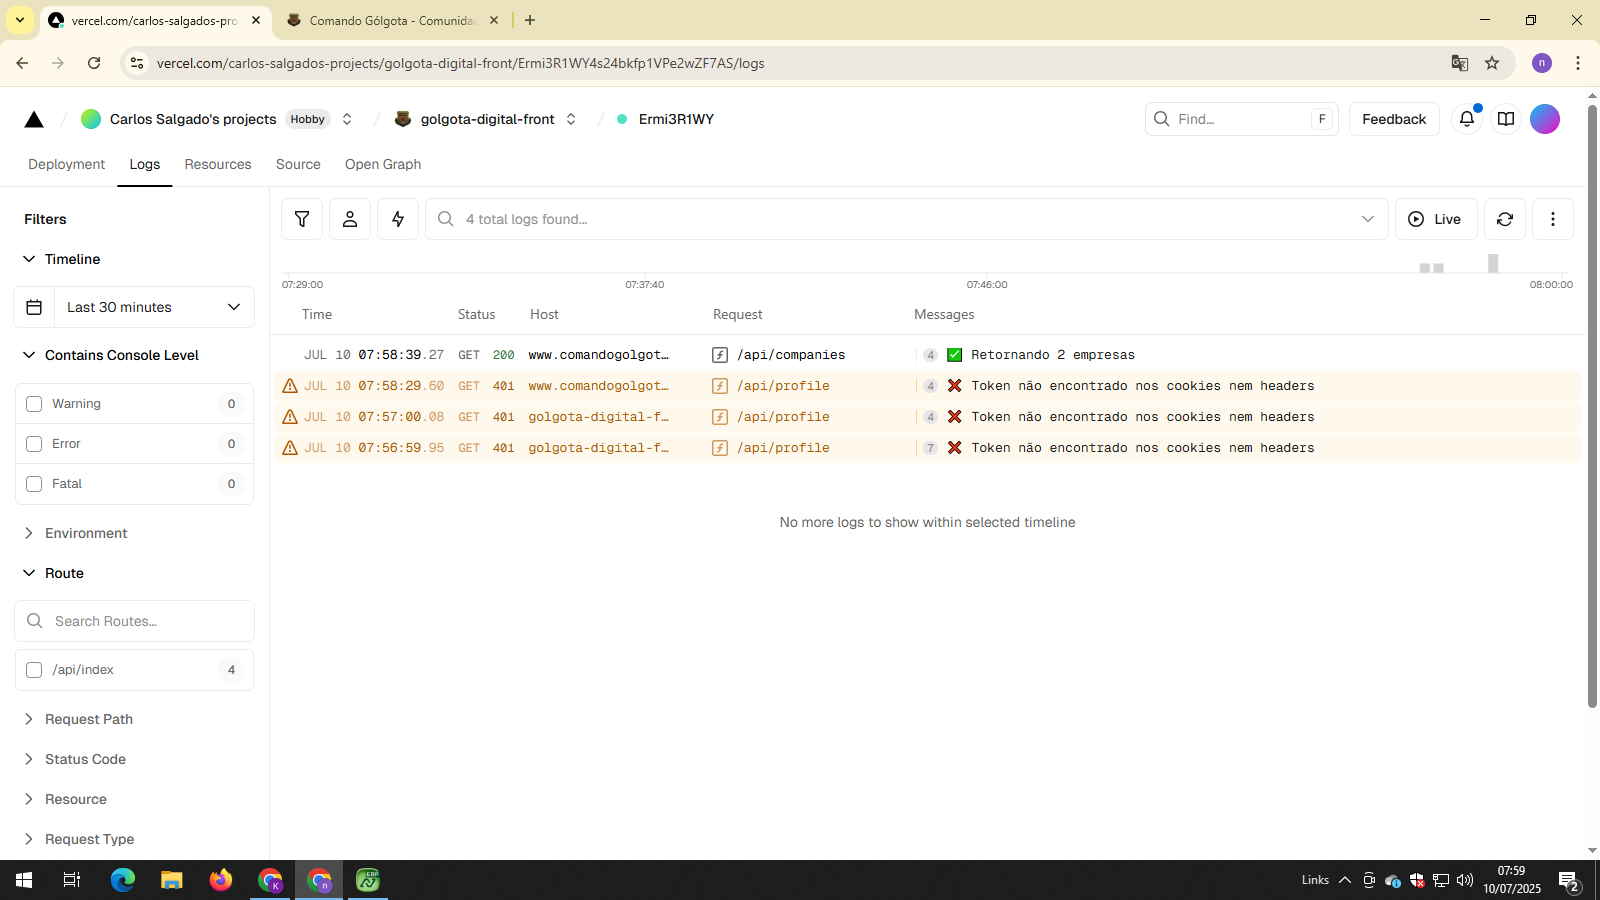 vercel.com/carlos-salgados-pro
Comando Gólgota - Comunidad
vercel.com/carlos-salgados-projects/golgota-digital-front/Ermi3R1WY4s24bkfp1VPe2wZF7AS/logs
n
Carlos Salgado's projects
Hobby
golgota-digital-front
Ermi3R1WY
Find...
F
Feedback
Deployment
Logs
Resources
Source
Open Graph
Filters
Timeline
Last 30 minutes
Contains Console Level
Warning 0
Error 0
Fatal 0
Environment
Route
Search Routes...
/api/index 4
Request Path
Status Code
Resource
Request Type
4 total logs found...
Live
07:29:00
07:37:40
07:46:00
08:00:00
Time Status Host Request Messages
JUL 10 07:58:39.27 GET 200 www.comandogolgot… /api/companies 4 ✅ Retornando 2 empresas
JUL 10 07:58:29.60 GET 401 www.comandogolgot… /api/profile 4 ❌ Token não encontrado nos cookies nem headers
JUL 10 07:57:00.08 GET 401 golgota-digital-f… /api/profile 4 ❌ Token não encontrado nos cookies nem headers
JUL 10 07:56:59.95 GET 401 golgota-digital-f… /api/profile 7 ❌ Token não encontrado nos cookies nem headers
No more logs to show within selected timeline
K
n
ERP
Links
07:59
10/07/2025
2